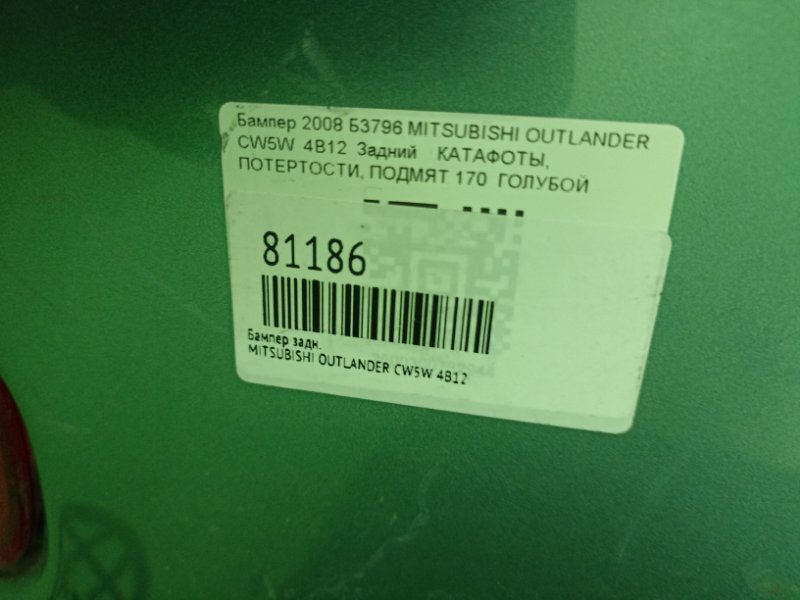 Бампер 2008 Б3796 MITSUBISHI OUTLANDER
CW5W 4B12 Задний КАТАФОТЫ,
ПОТЕРТОСТИ, ПОДМЯТ 170 ГОЛУБОЙ
81186
Бампер задн.
MITSUBISHI OUTLANDER CW5W 4B12